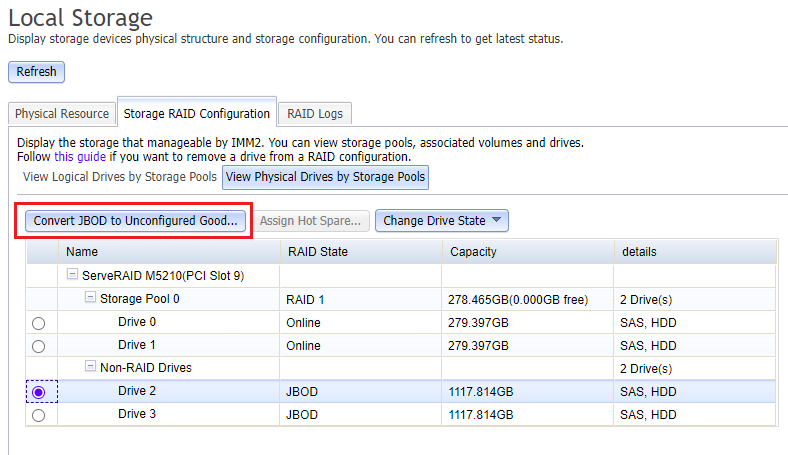 Local Storage
Display storage devices physical structure and storage configuration. You can refresh to get latest status.
Refresh
Physical Resource Storage RAID Configuration RAID Logs
Display the storage that manageable by IMM2. You can view storage pools, associated volumes and drives.
Follow this guide if you want to remove a drive from a RAID configuration.
View Logical Drives by Storage Pools View Physical Drives by Storage Pools
Convert JBOD to Unconfigured Good... Assign Hot Spare... Change Drive State
Name RAID State Capacity details
ServeRAID M5210(PCI Slot 9)
Storage Pool 0 RAID 1 278.465GB(0.000GB free) 2 Drive(s)
Drive 0 Online 279.397GB SAS, HDD
Drive 1 Online 279.397GB SAS, HDD
Non-RAID Drives 2 Drive(s)
Drive 2 JBOD 1117.814GB SAS, HDD
Drive 3 JBOD 1117.814GB SAS, HDD